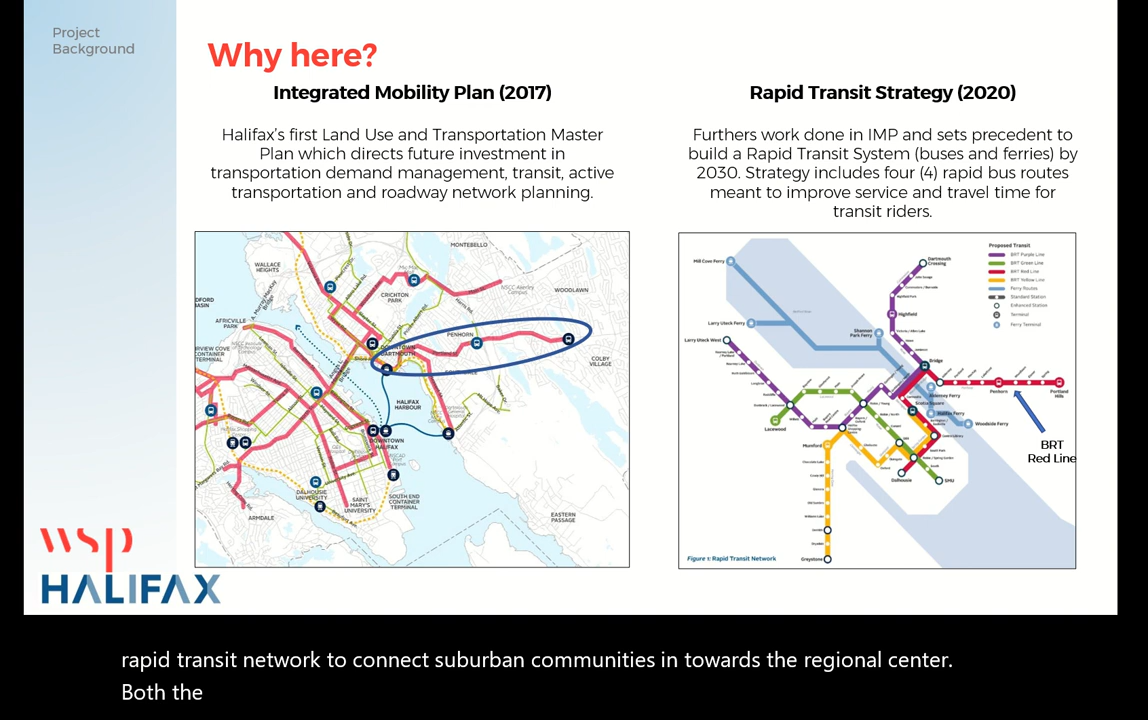 Project
Background
Why here?
Integrated Mobility Plan (2017)
Halifax's first Land Use and Transportation Master
Plan which directs future investment in
transportation demand management, transit, active
transportation and roadway network planning.
Rapid Transit Strategy (2020)
Furthers work done in IMP and sets precedent to
build a Rapid Transit System (buses and ferries) by
2030. Strategy includes four (4) rapid bus routes
meant to improve service and travel time for
transit riders.
MONTEBELLO
WALLACE
HEIGHTS
CRICHTON
PARK
WOODLAWN
AFRICVILLE
PARK
PENHORN
DOWNTOWN
DARTMOUTH
COLBY
VILLAGE
CONTAINER
TERMINAL
HALIFAX
HARBOUR
DOWNTOWN
HALIFAX
DALHOUSIE
UNIVERSITY
SAINT
MARY'S
UNIVERSITY
SOUTH END
CONTAINER
TERMINAL
ARMDALE
EASTERN
PASSAGE
Proposed Transit
BRT Purple Line
BRT Green Line
BRT Red Line
BRT Yellow Line
Ferry Routes
Standard Station
Enhanced Station
Terminal
Ferry Terminal
Mill Cove Ferry
Dartmouth
Crossing
Highfield
Larry Uteck Ferry
Shannon
Park Ferry
Larry Uteck West
Bridge
Penhorn
Portland
Hills
Alderney Ferry
Halifax Ferry
Woodside Ferry
Lacewood
Mumford
Dalhousie
SMU
Greystone
BRT
Red Line
Figure 1: Rapid Transit Network
wsp
HALIFAX
rapid transit network to connect suburban communities in towards the regional center.
Both the